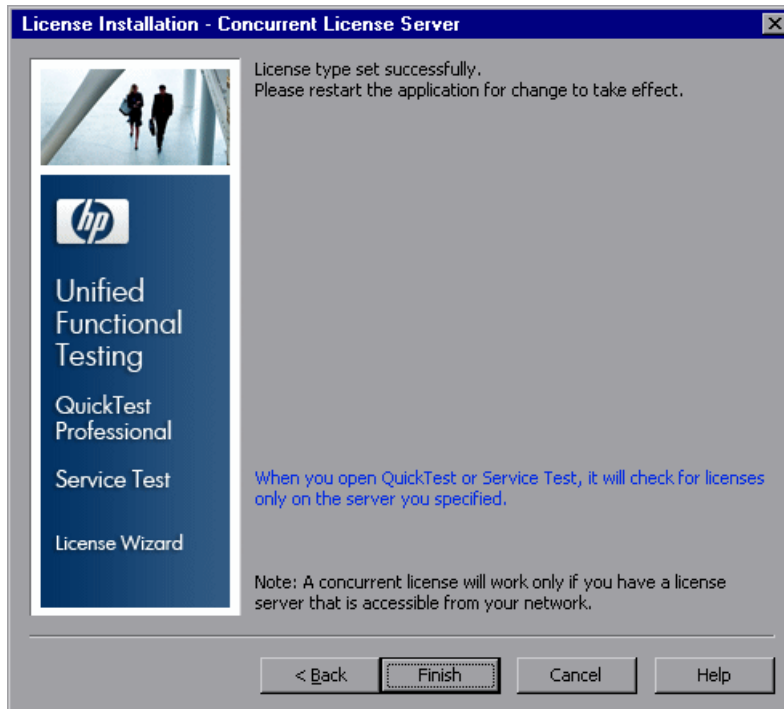 License Installation - Concurrent License Server
License type set successfully.
Please restart the application for change to take effect.
hp
Unified
Functional
Testing
QuickTest
Professional
Service Test
License Wizard
When you open QuickTest or Service Test, it will check for licenses
only on the server you specified.
Note: A concurrent license will work only if you have a license
server that is accessible from your network.
< Back
Finish
Cancel
Help